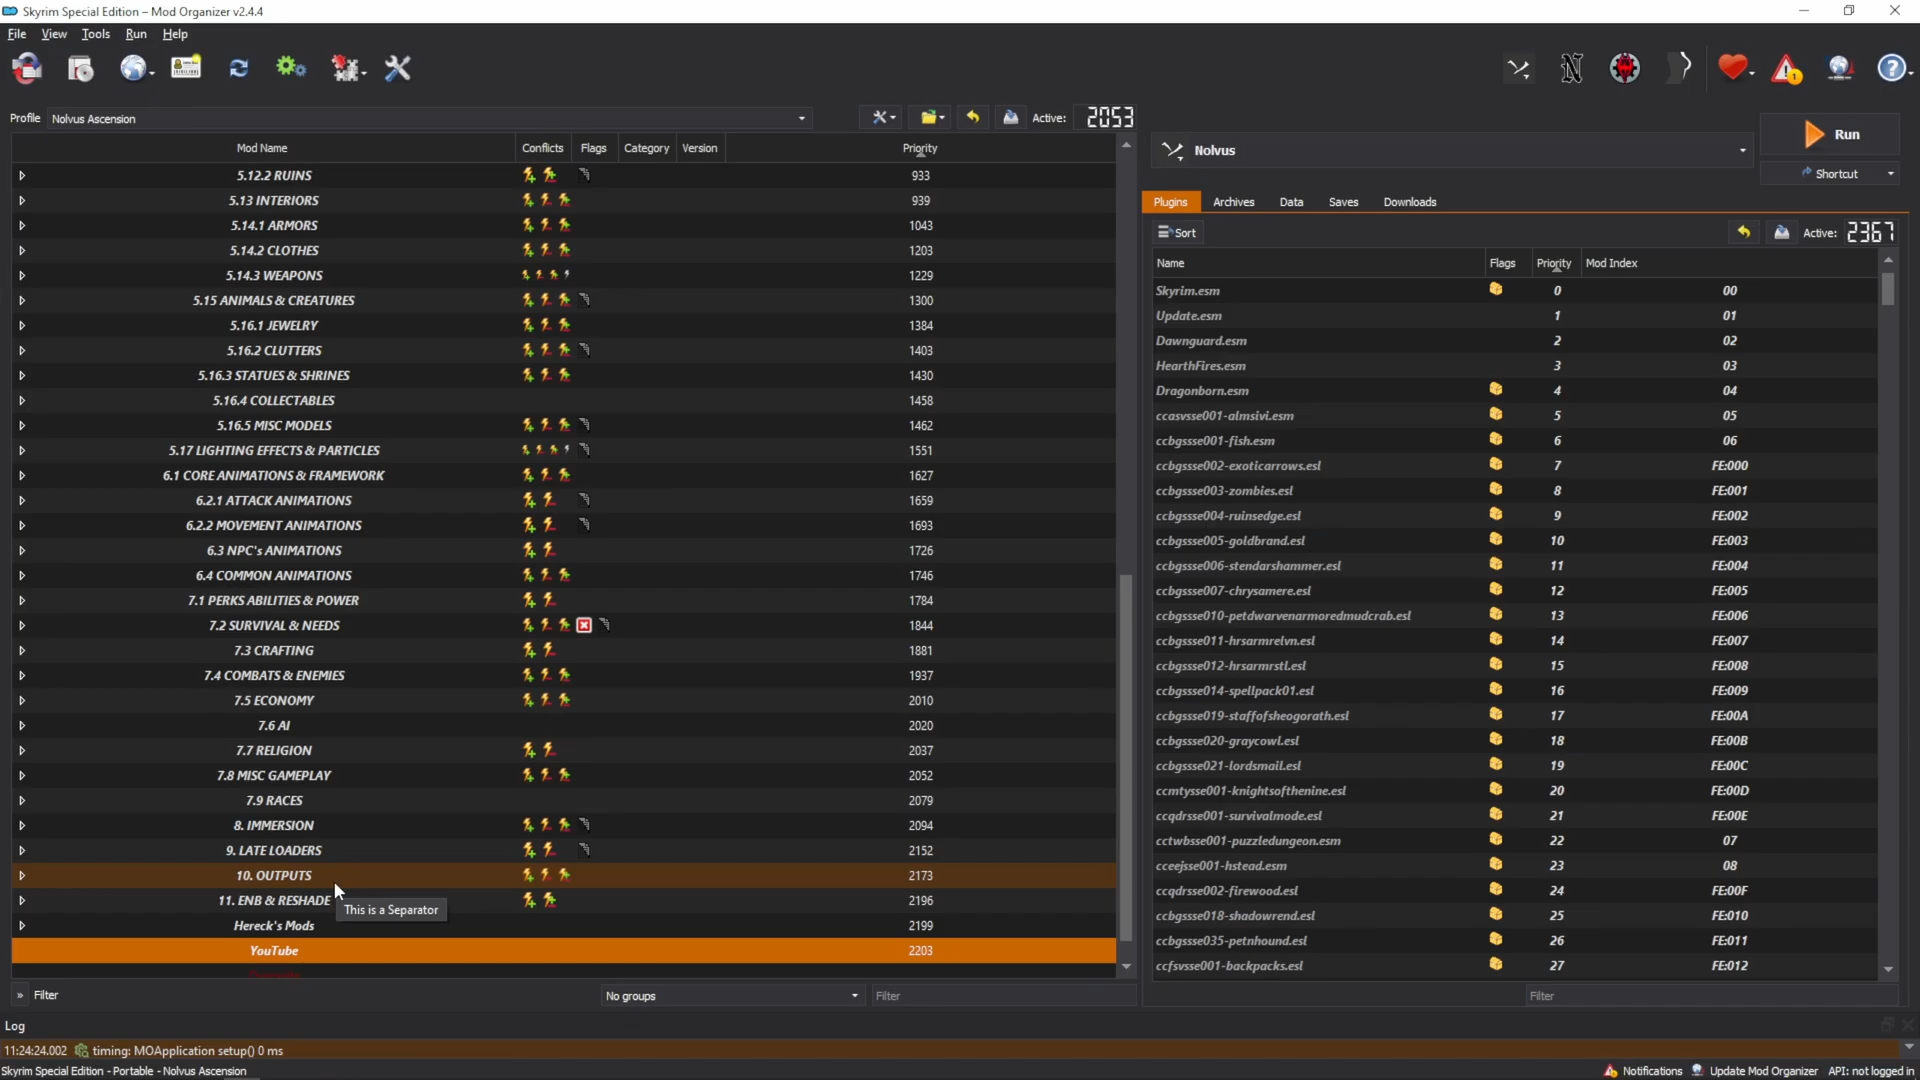 Skyrim Special Edition – Mod Organizer v2.4.4
File View Tools Run Help
Profile Nolvus Ascension Active: 2053
Mod Name Conflicts Flags Category Version Priority
5.12.2 RUINS 933
5.13 INTERIORS 939
5.14.1 ARMORS 1043
5.14.2 CLOTHES 1203
5.14.3 WEAPONS 1229
5.15 ANIMALS & CREATURES 1300
5.16.1 JEWELRY 1384
5.16.2 CLUTTERS 1403
5.16.3 STATUES & SHRINES 1430
5.16.4 COLLECTABLES 1458
5.16.5 MISC MODELS 1462
5.17 LIGHTING EFFECTS & PARTICLES 1551
6.1 CORE ANIMATIONS & FRAMEWORK 1627
6.2.1 ATTACK ANIMATIONS 1659
6.2.2 MOVEMENT ANIMATIONS 1693
6.3 NPC's ANIMATIONS 1726
6.4 COMMON ANIMATIONS 1746
7.1 PERKS ABILITIES & POWER 1784
7.2 SURVIVAL & NEEDS 1844
7.3 CRAFTING 1881
7.4 COMBATS & ENEMIES 1937
7.5 ECONOMY 2010
7.6 AI 2020
7.7 RELIGION 2037
7.8 MISC GAMEPLAY 2052
7.9 RACES 2079
8. IMMERSION 2094
9. LATE LOADERS 2152
10. OUTPUTS 2173
11. ENB & RESHADE 2196
This is a Separator
Hereck's Mods 2199
YouTube 2203
» Filter No groups Filter
Nolvus
Run
Shortcut
Plugins Archives Data Saves Downloads
Sort Active: 2367
Name Flags Priority Mod Index
Skyrim.esm 0 00
Update.esm 1 01
Dawnguard.esm 2 02
HearthFires.esm 3 03
Dragonborn.esm 4 04
ccasvsse001-almsivi.esm 5 05
ccbgssse001-fish.esm 6 06
ccbgssse002-exoticarrows.esl 7 FE:000
ccbgssse003-zombies.esl 8 FE:001
ccbgssse004-ruinsedge.esl 9 FE:002
ccbgssse005-goldbrand.esl 10 FE:003
ccbgssse006-stendarshammer.esl 11 FE:004
ccbgssse007-chrysamere.esl 12 FE:005
ccbgssse010-petdwarvenarmoredmudcrab.esl 13 FE:006
ccbgssse011-hrsarmrelvn.esl 14 FE:007
ccbgssse012-hrsarmrstl.esl 15 FE:008
ccbgssse014-spellpack01.esl 16 FE:009
ccbgssse019-staffofsheogorath.esl 17 FE:00A
ccbgssse020-graycowl.esl 18 FE:00B
ccbgssse021-lordsmail.esl 19 FE:00C
ccmtysse001-knightsofthenine.esl 20 FE:00D
ccqdrsse001-survivalmode.esl 21 FE:00E
cctwbsse001-puzzledungeon.esm 22 07
cceejsse001-hstead.esm 23 08
ccqdrsse002-firewood.esl 24 FE:00F
ccbgssse018-shadowrend.esl 25 FE:010
ccbgssse035-petnhound.esl 26 FE:011
ccfsvsse001-backpacks.esl 27 FE:012
Filter
Log
11:24:24.002 timing: MOApplication setup() 0 ms
Skyrim Special Edition - Portable - Nolvus Ascension Notifications Update Mod Organizer API: not logged in